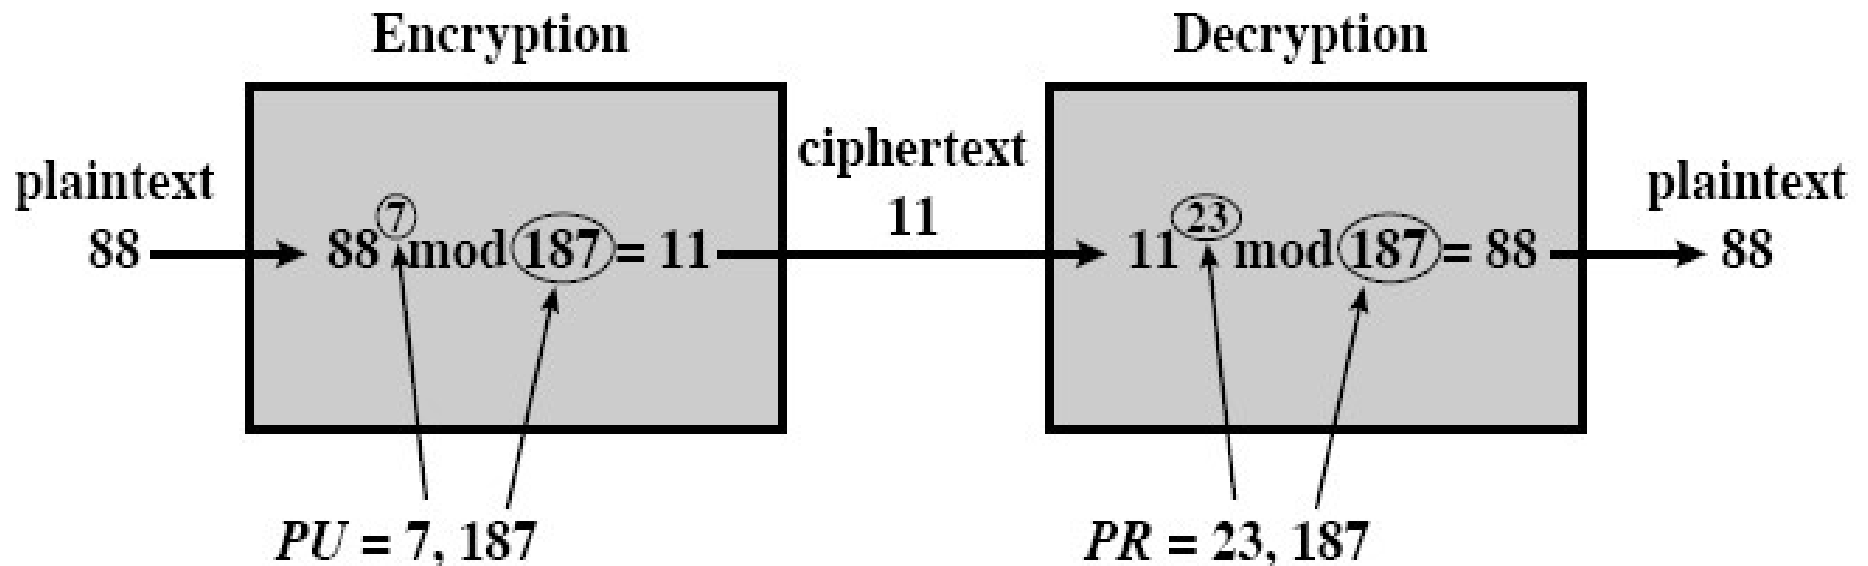 Encryption
Decryption
plaintext
88
88^7 mod 187 = 11
ciphertext
11
11^23 mod 187 = 88
plaintext
88
PU = 7, 187
PR = 23, 187